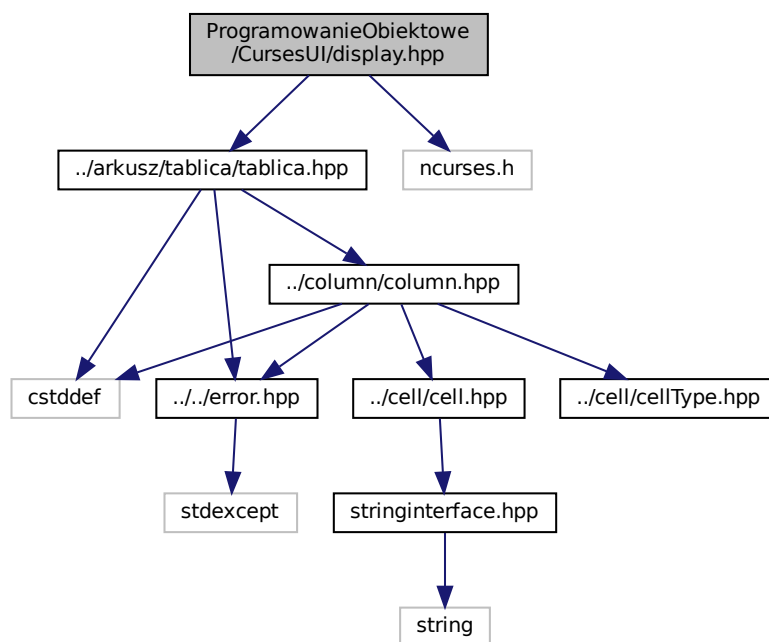 ProgramowanieObiektowe
/CursesUI/display.hpp
../arkusz/tablica/tablica.hpp
ncurses.h
../column/column.hpp
cstddef
../../error.hpp
../cell/cell.hpp
../cell/cellType.hpp
stdexcept
stringinterface.hpp
string